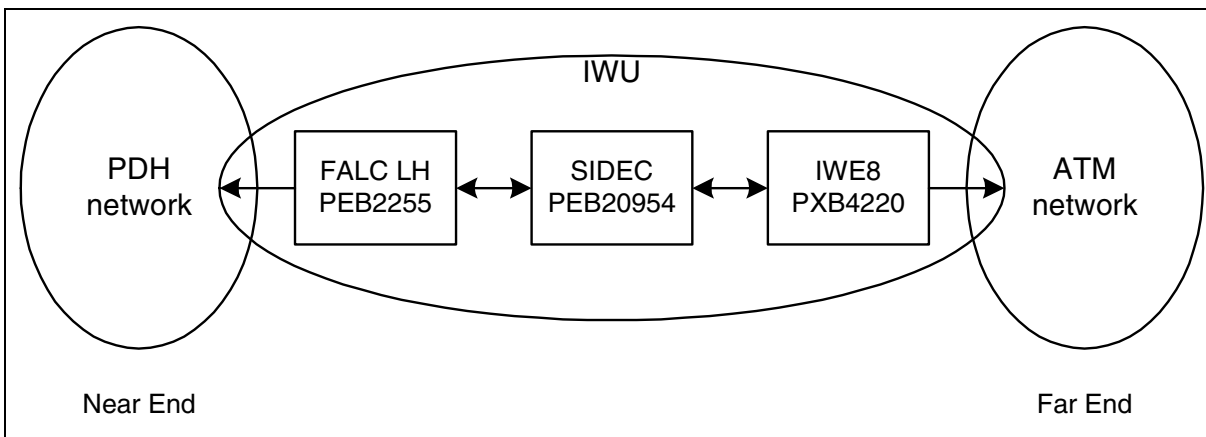 IWU
PDH
network
FALC LH
PEB2255
SIDEC
PEB20954
IWE8
PXB4220
ATM
network
Near End
Far End